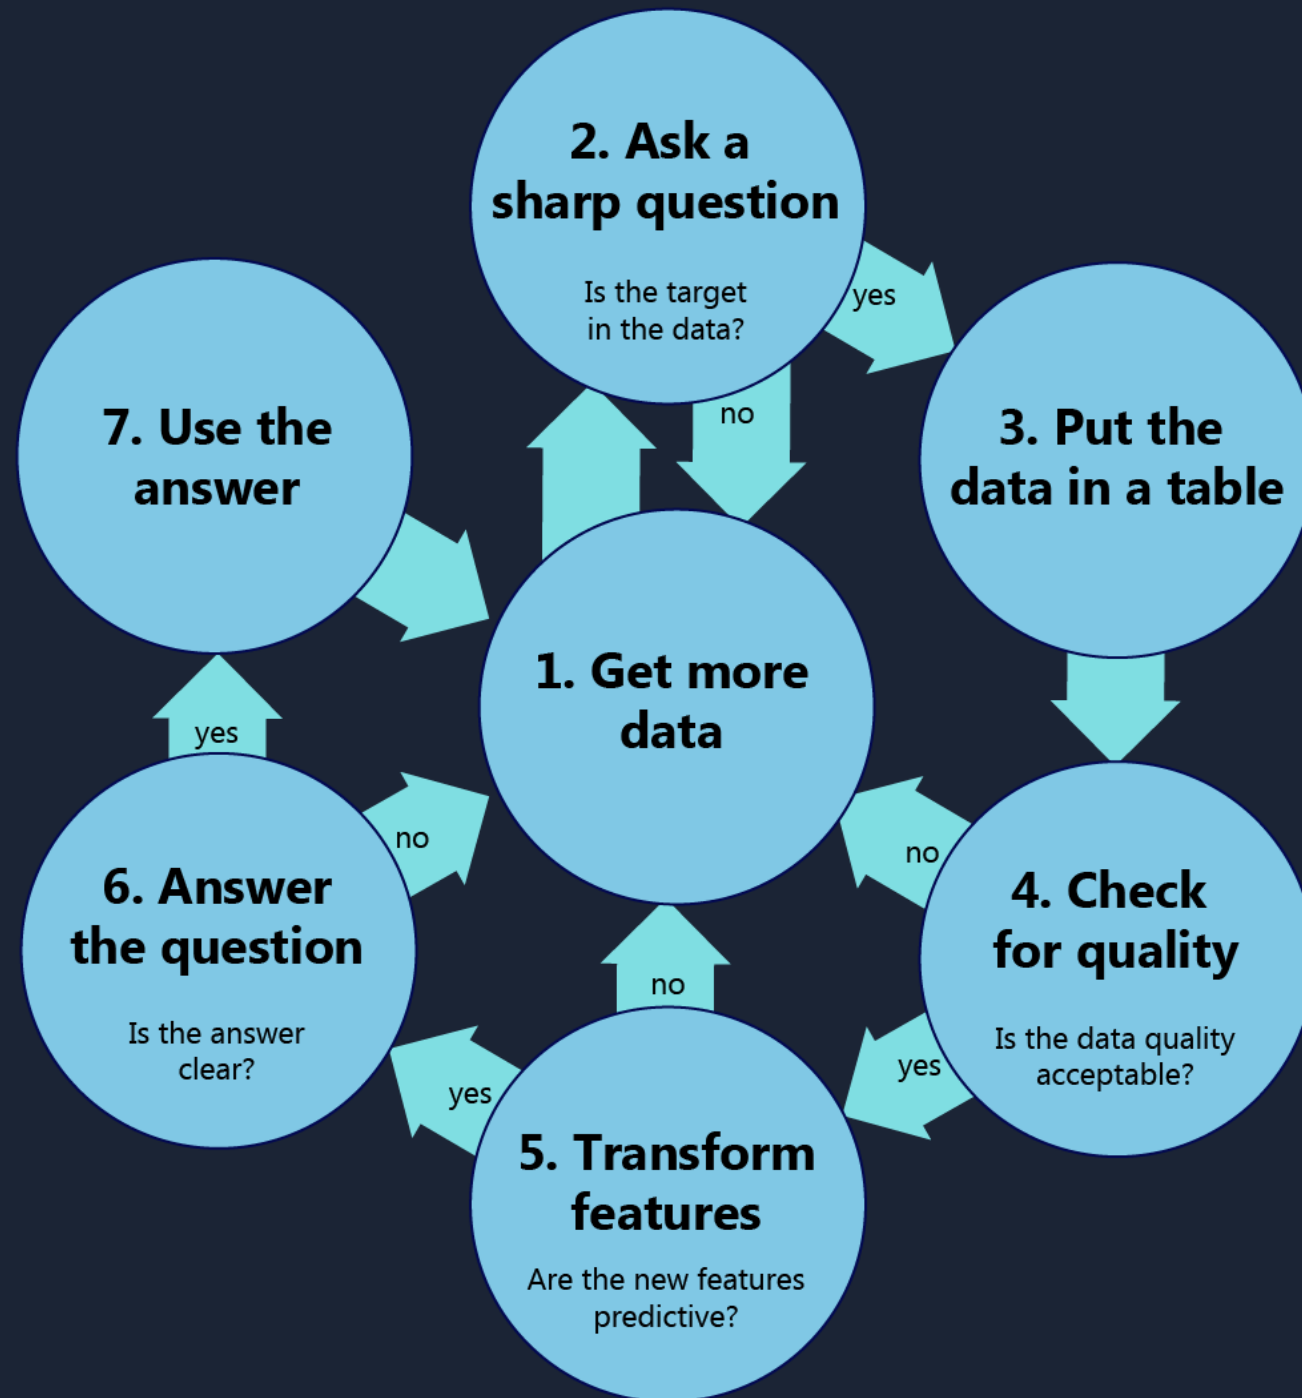 1. Get more
data
2. Ask a
sharp question
Is the target
in the data?
yes
no
3. Put the
data in a table
4. Check
for quality
Is the data quality
acceptable?
no
yes
5. Transform
features
Are the new features
predictive?
no
yes
6. Answer
the question
Is the answer
clear?
no
yes
7. Use the
answer